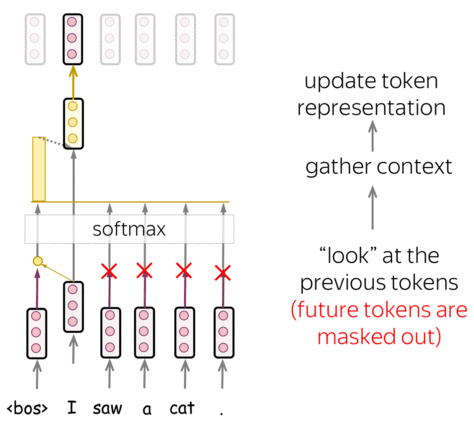 update token
representation
gather context
softmax
“look” at the
previous tokens
(future tokens are
masked out)
<bos> I saw a cat .